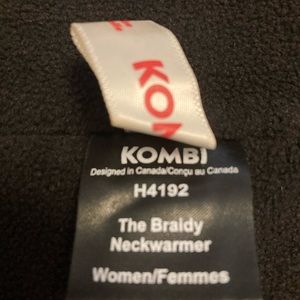 KOM
KOMBI
Designed in Canada/Conçu au Canada
H4192
The Braidy
Neckwarmer
Women/Femmes